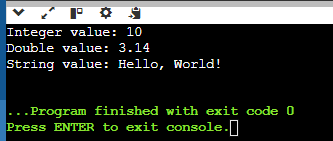 Integer value: 10
Double value: 3.14
String value: Hello, World!
...Program finished with exit code 0
Press ENTER to exit console.